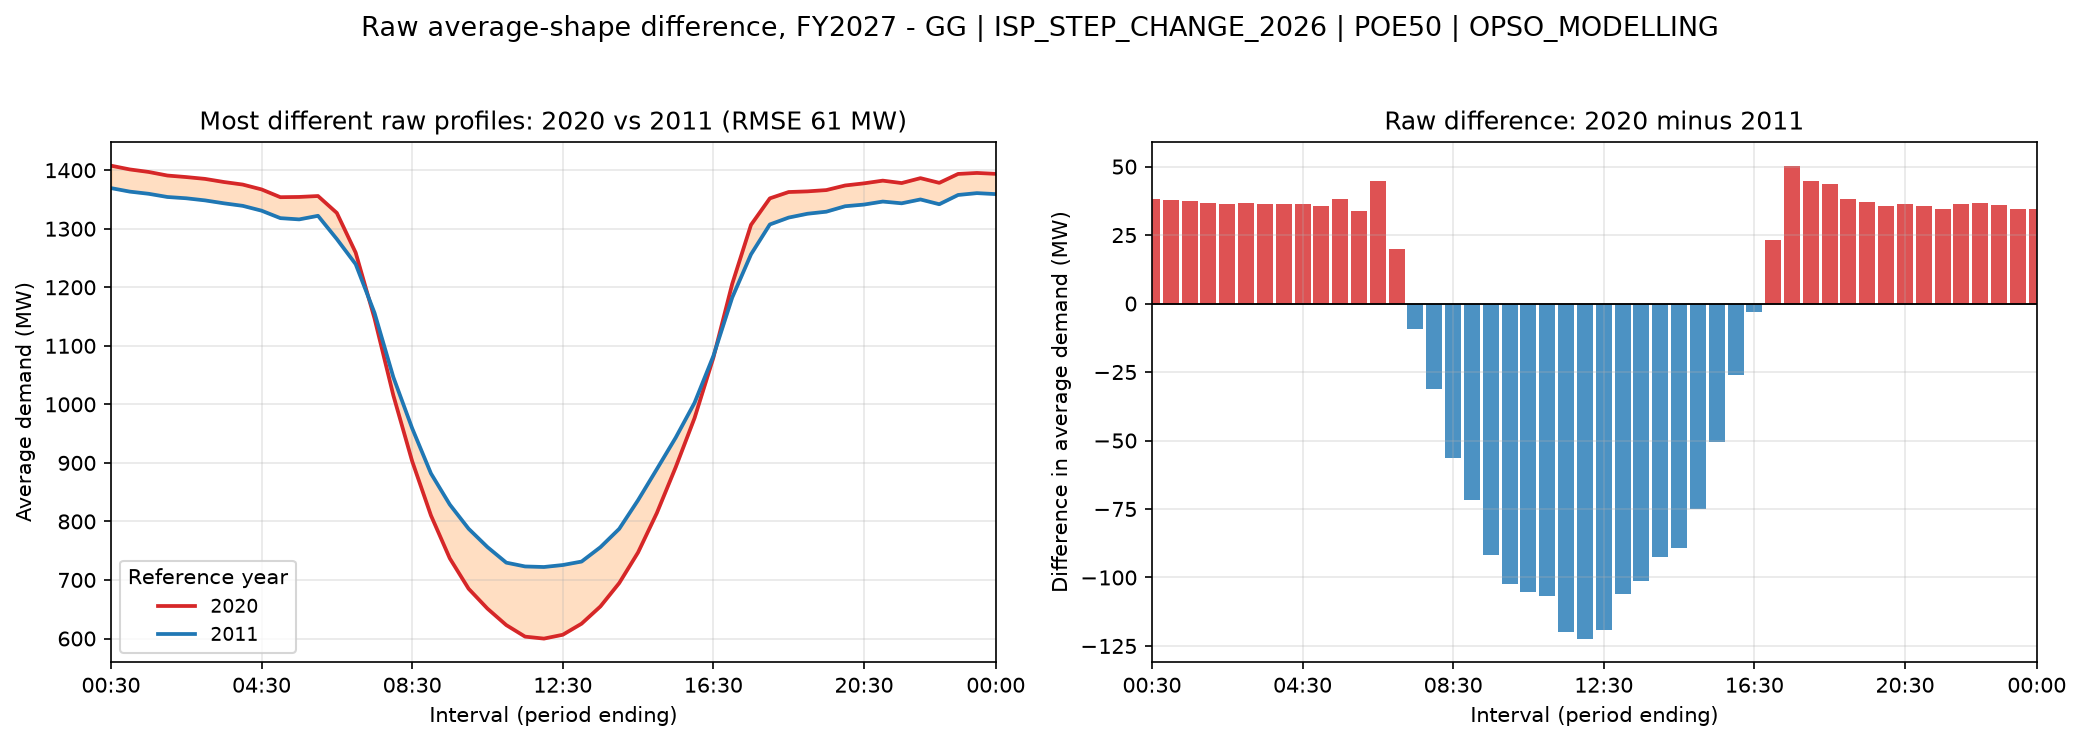 Raw average-shape difference, FY2027 - GG | ISP_STEP_CHANGE_2026 | POE50 | OPSO_MODELLING
Most different raw profiles: 2020 vs 2011 (RMSE 61 MW)
Average demand (MW)
1400
1300
1200
1100
1000
900
800
700
600
Reference year
2020
2011
00:30 04:30 08:30 12:30 16:30 20:30 00:00
Interval (period ending)
Raw difference: 2020 minus 2011
Difference in average demand (MW)
50
25
0
−25
−50
−75
−100
−125
00:30 04:30 08:30 12:30 16:30 20:30 00:00
Interval (period ending)